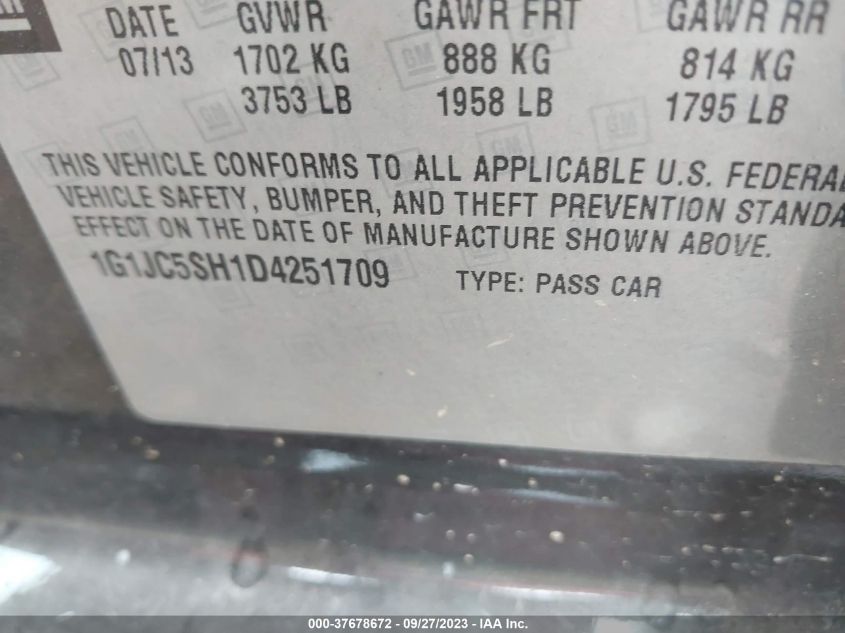 GM
DATE GVWR GAWR FRT GAWR RR
07/13 1702 KG 888 KG 814 KG
3753 LB 1958 LB 1795 LB
THIS VEHICLE CONFORMS TO ALL APPLICABLE U.S. FEDERAL
VEHICLE SAFETY, BUMPER, AND THEFT PREVENTION STANDA
EFFECT ON THE DATE OF MANUFACTURE SHOWN ABOVE.
1G1JC5SH1D4251709 TYPE: PASS CAR
000-37678672 - 09/27/2023 - IAA Inc.